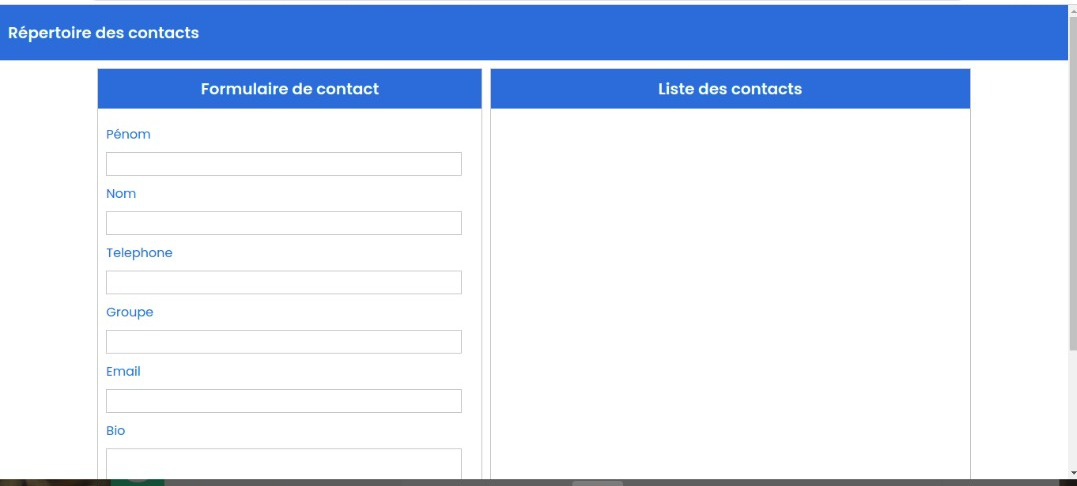 Répertoire des contacts
Formulaire de contact
Pénom
Nom
Telephone
Groupe
Email
Bio
Liste des contacts